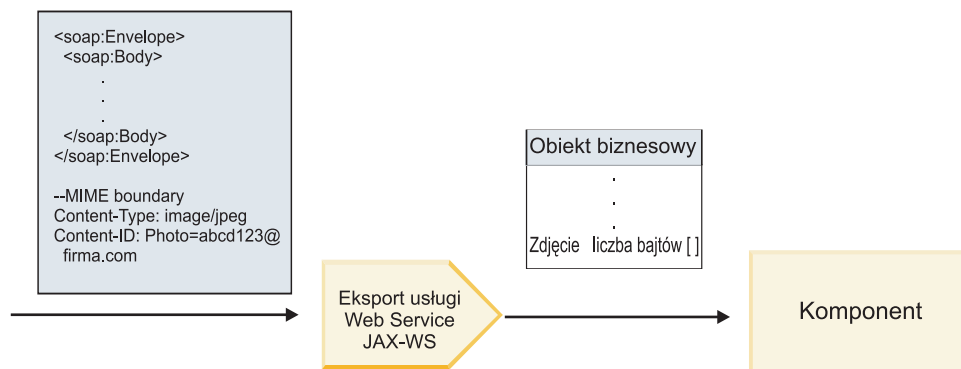 <soap:Envelope>
<soap:Body>
.
.
.
</soap:Body>
</soap:Envelope>
--MIME boundary
Content-Type: image/jpeg
Content-ID: Photo=abcd123@
firma.com
Eksport usługi
Web Service
JAX-WS
Obiekt biznesowy
.
.
.
Zdjęcie liczba bajtów [ ]
Komponent